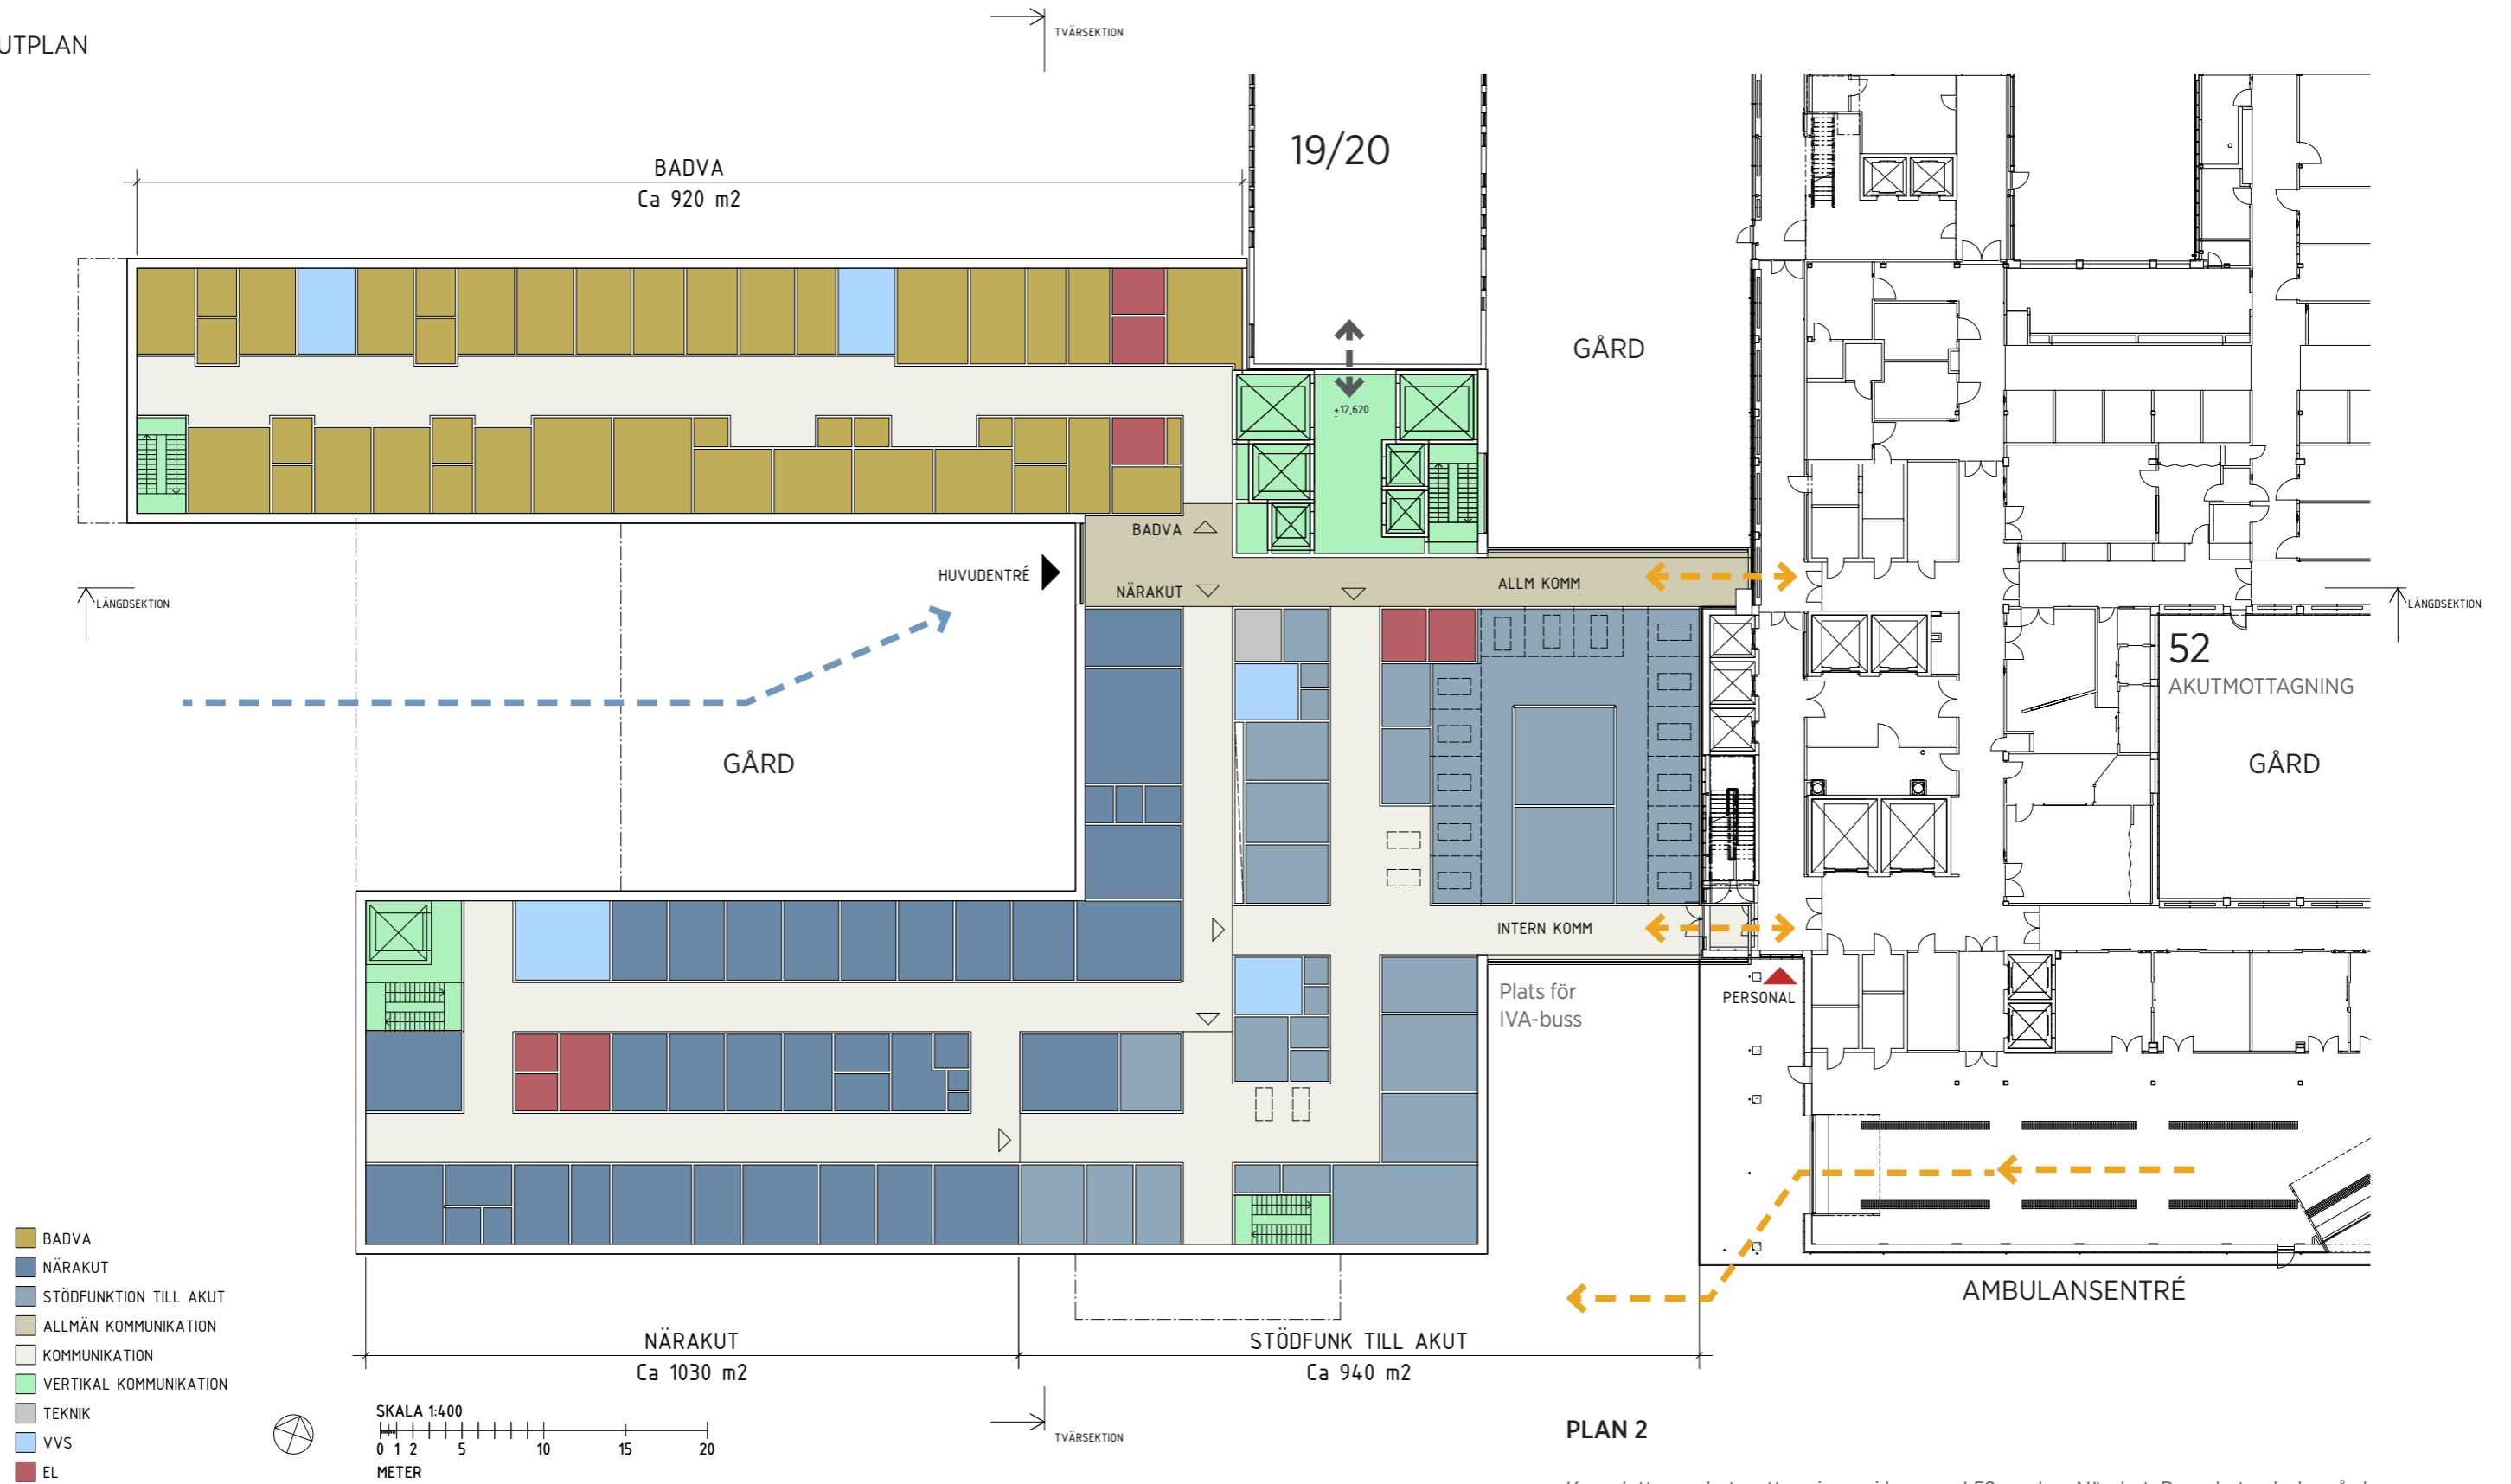 UTPLAN
TVÄRSEKTION
19/20
BADVA
Ca 920 m2
GÅRD
+12,620
BADVA
HUVUDENTRÉ
NÄRAKUT
ALLM KOMM
LÄNGDSEKTION
LÄNGDSEKTION
52
AKUTMOTTAGNING
GÅRD
GÅRD
INTERN KOMM
Plats för
IVA-buss
PERSONAL
AMBULANSENTRÉ
BADVA
NÄRAKUT
STÖDFUNKTION TILL AKUT
ALLMÄN KOMMUNIKATION
KOMMUNIKATION
VERTIKAL KOMMUNIKATION
TEKNIK
VVS
EL
NÄRAKUT
Ca 1030 m2
STÖDFUNK TILL AKUT
Ca 940 m2
SKALA 1:400
0 1 2 5 10 15 20
METER
TVÄRSEKTION
PLAN 2